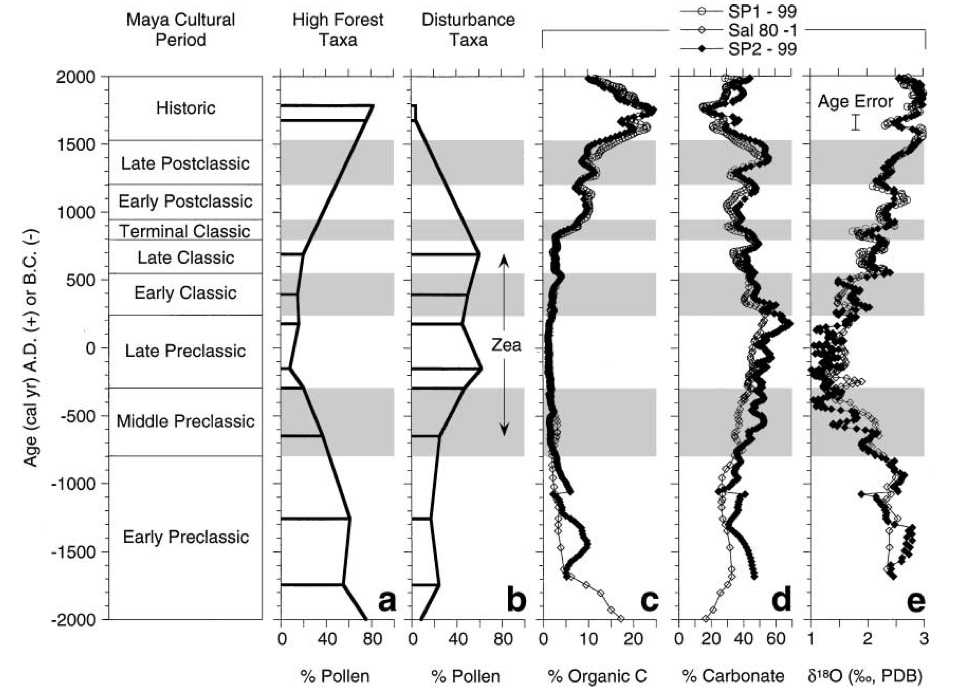 Maya Cultural
Period
High Forest
Taxa
Disturbance
Taxa
SP1 - 99
Sal 80 -1
SP2 - 99
Age (cal yr) A.D. (+) or B.C. (-)
2000
1500
1000
500
0
-500
-1000
-1500
-2000
Historic
Late Postclassic
Early Postclassic
Terminal Classic
Late Classic
Early Classic
Late Preclassic
Middle Preclassic
Early Preclassic
Zea
Age Error
a
b
c
d
e
0 40 80
0 40 80
0 10 20
0 20 40 60
1 2 3
% Pollen
% Pollen
% Organic C
% Carbonate
δ¹⁸O (‰, PDB)